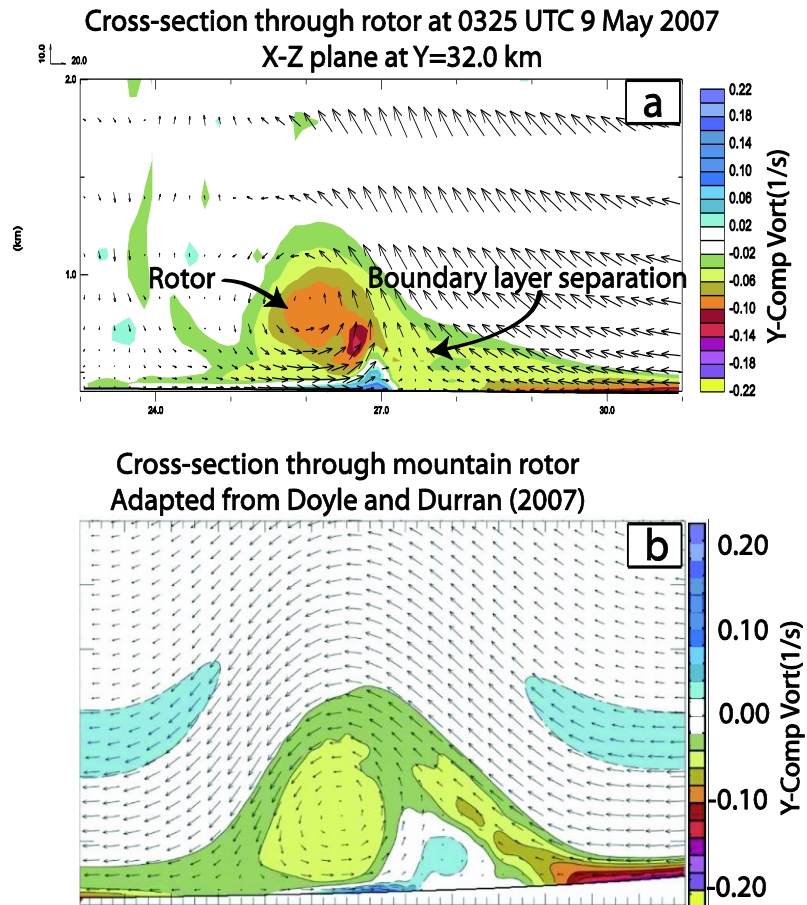 Cross-section through rotor at 0325 UTC 9 May 2007
X-Z plane at Y=32.0 km
10.0
20.0
2.0
a
0.22
0.18
0.14
0.10
0.06
0.02
-0.02
-0.06
-0.10
-0.14
-0.18
-0.22
Y-Comp Vort(1/s)
(km)
1.0
Rotor
Boundary layer separation
24.0
27.0
30.0
Cross-section through mountain rotor
Adapted from Doyle and Durran (2007)
b
0.20
0.10
0.00
-0.10
-0.20
Y-Comp Vort(1/s)